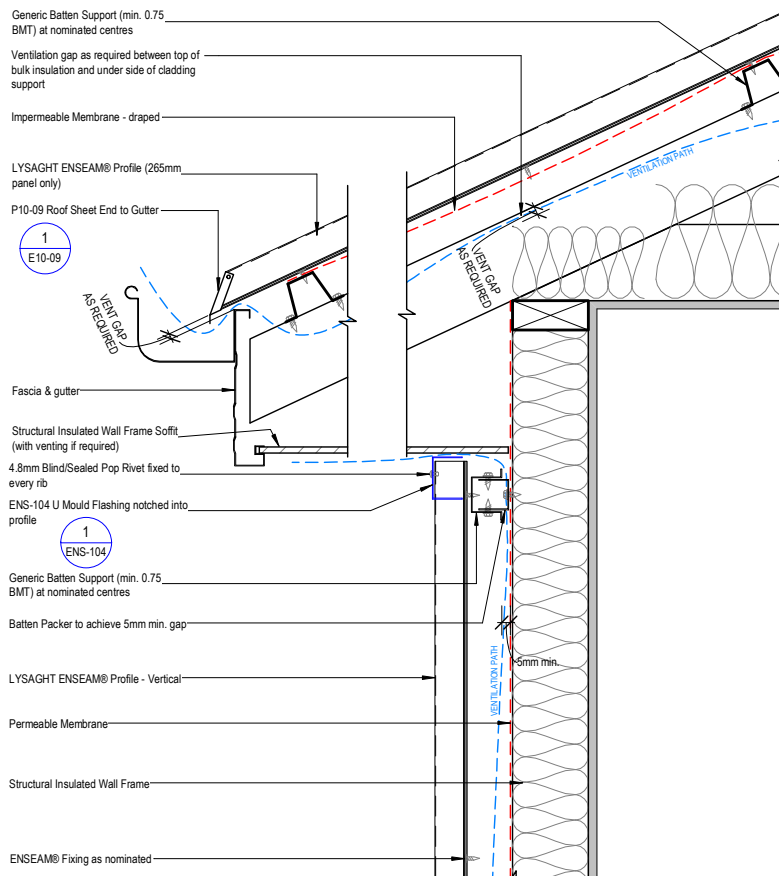 Generic Batten Support (min. 0.75
BMT) at nominated centres
Ventilation gap as required between top of
bulk insulation and under side of cladding
support
Impermeable Membrane - draped
LYSAGHT ENSEAM® Profile (265mm
panel only)
P10-09 Roof Sheet End to Gutter
1
E10-09
VENT GAP
AS REQUIRED
VENTILATION PATH
VENT GAP
AS REQUIRED
Fascia & gutter
Structural Insulated Wall Frame Soffit
(with venting if required)
4.8mm Blind/Sealed Pop Rivet fixed to
every rib
ENS-104 U Mould Flashing notched into
profile
1
ENS-104
Generic Batten Support (min. 0.75
BMT) at nominated centres
Batten Packer to achieve 5mm min. gap
5mm min.
VENTILATION PATH
LYSAGHT ENSEAM® Profile - Vertical
Permeable Membrane
Structural Insulated Wall Frame
ENSEAM® Fixing as nominated